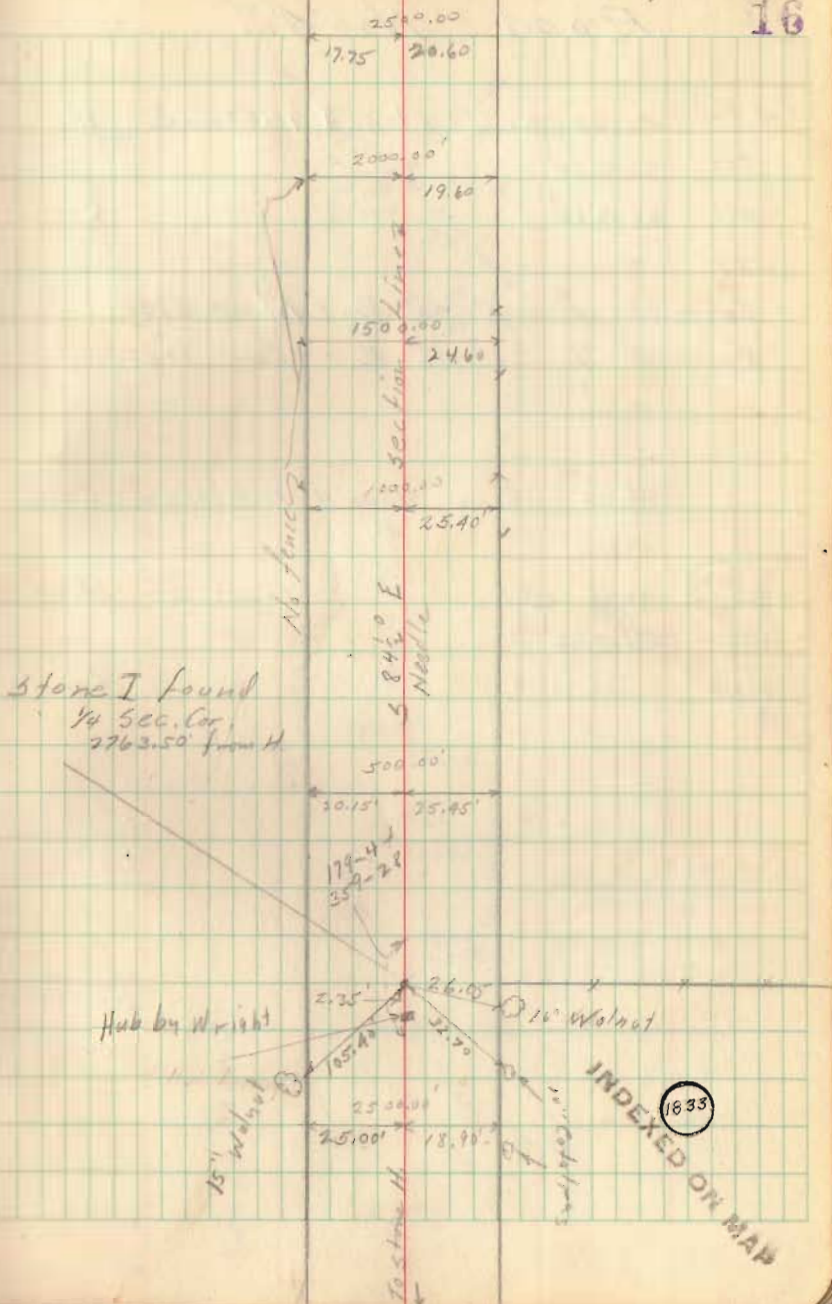 16
2500.00
17.75 20.60
2000.00'
19.60
Section Line
1500.00'
24.60
1000.00
25.40'
No fence
S 84½° E
Needle
Stone I found
1/4 Sec. Cor.
2763.50' from H
500.00'
20.15' 25.45'
359-28
2.35' 26.05
Hub by Wright
10" Walnut
105.40
32.70
15" Walnut
10" Catalpas
2500.00'
25.00' 18.90'
To stone H
1833
INDEXED ON MAP